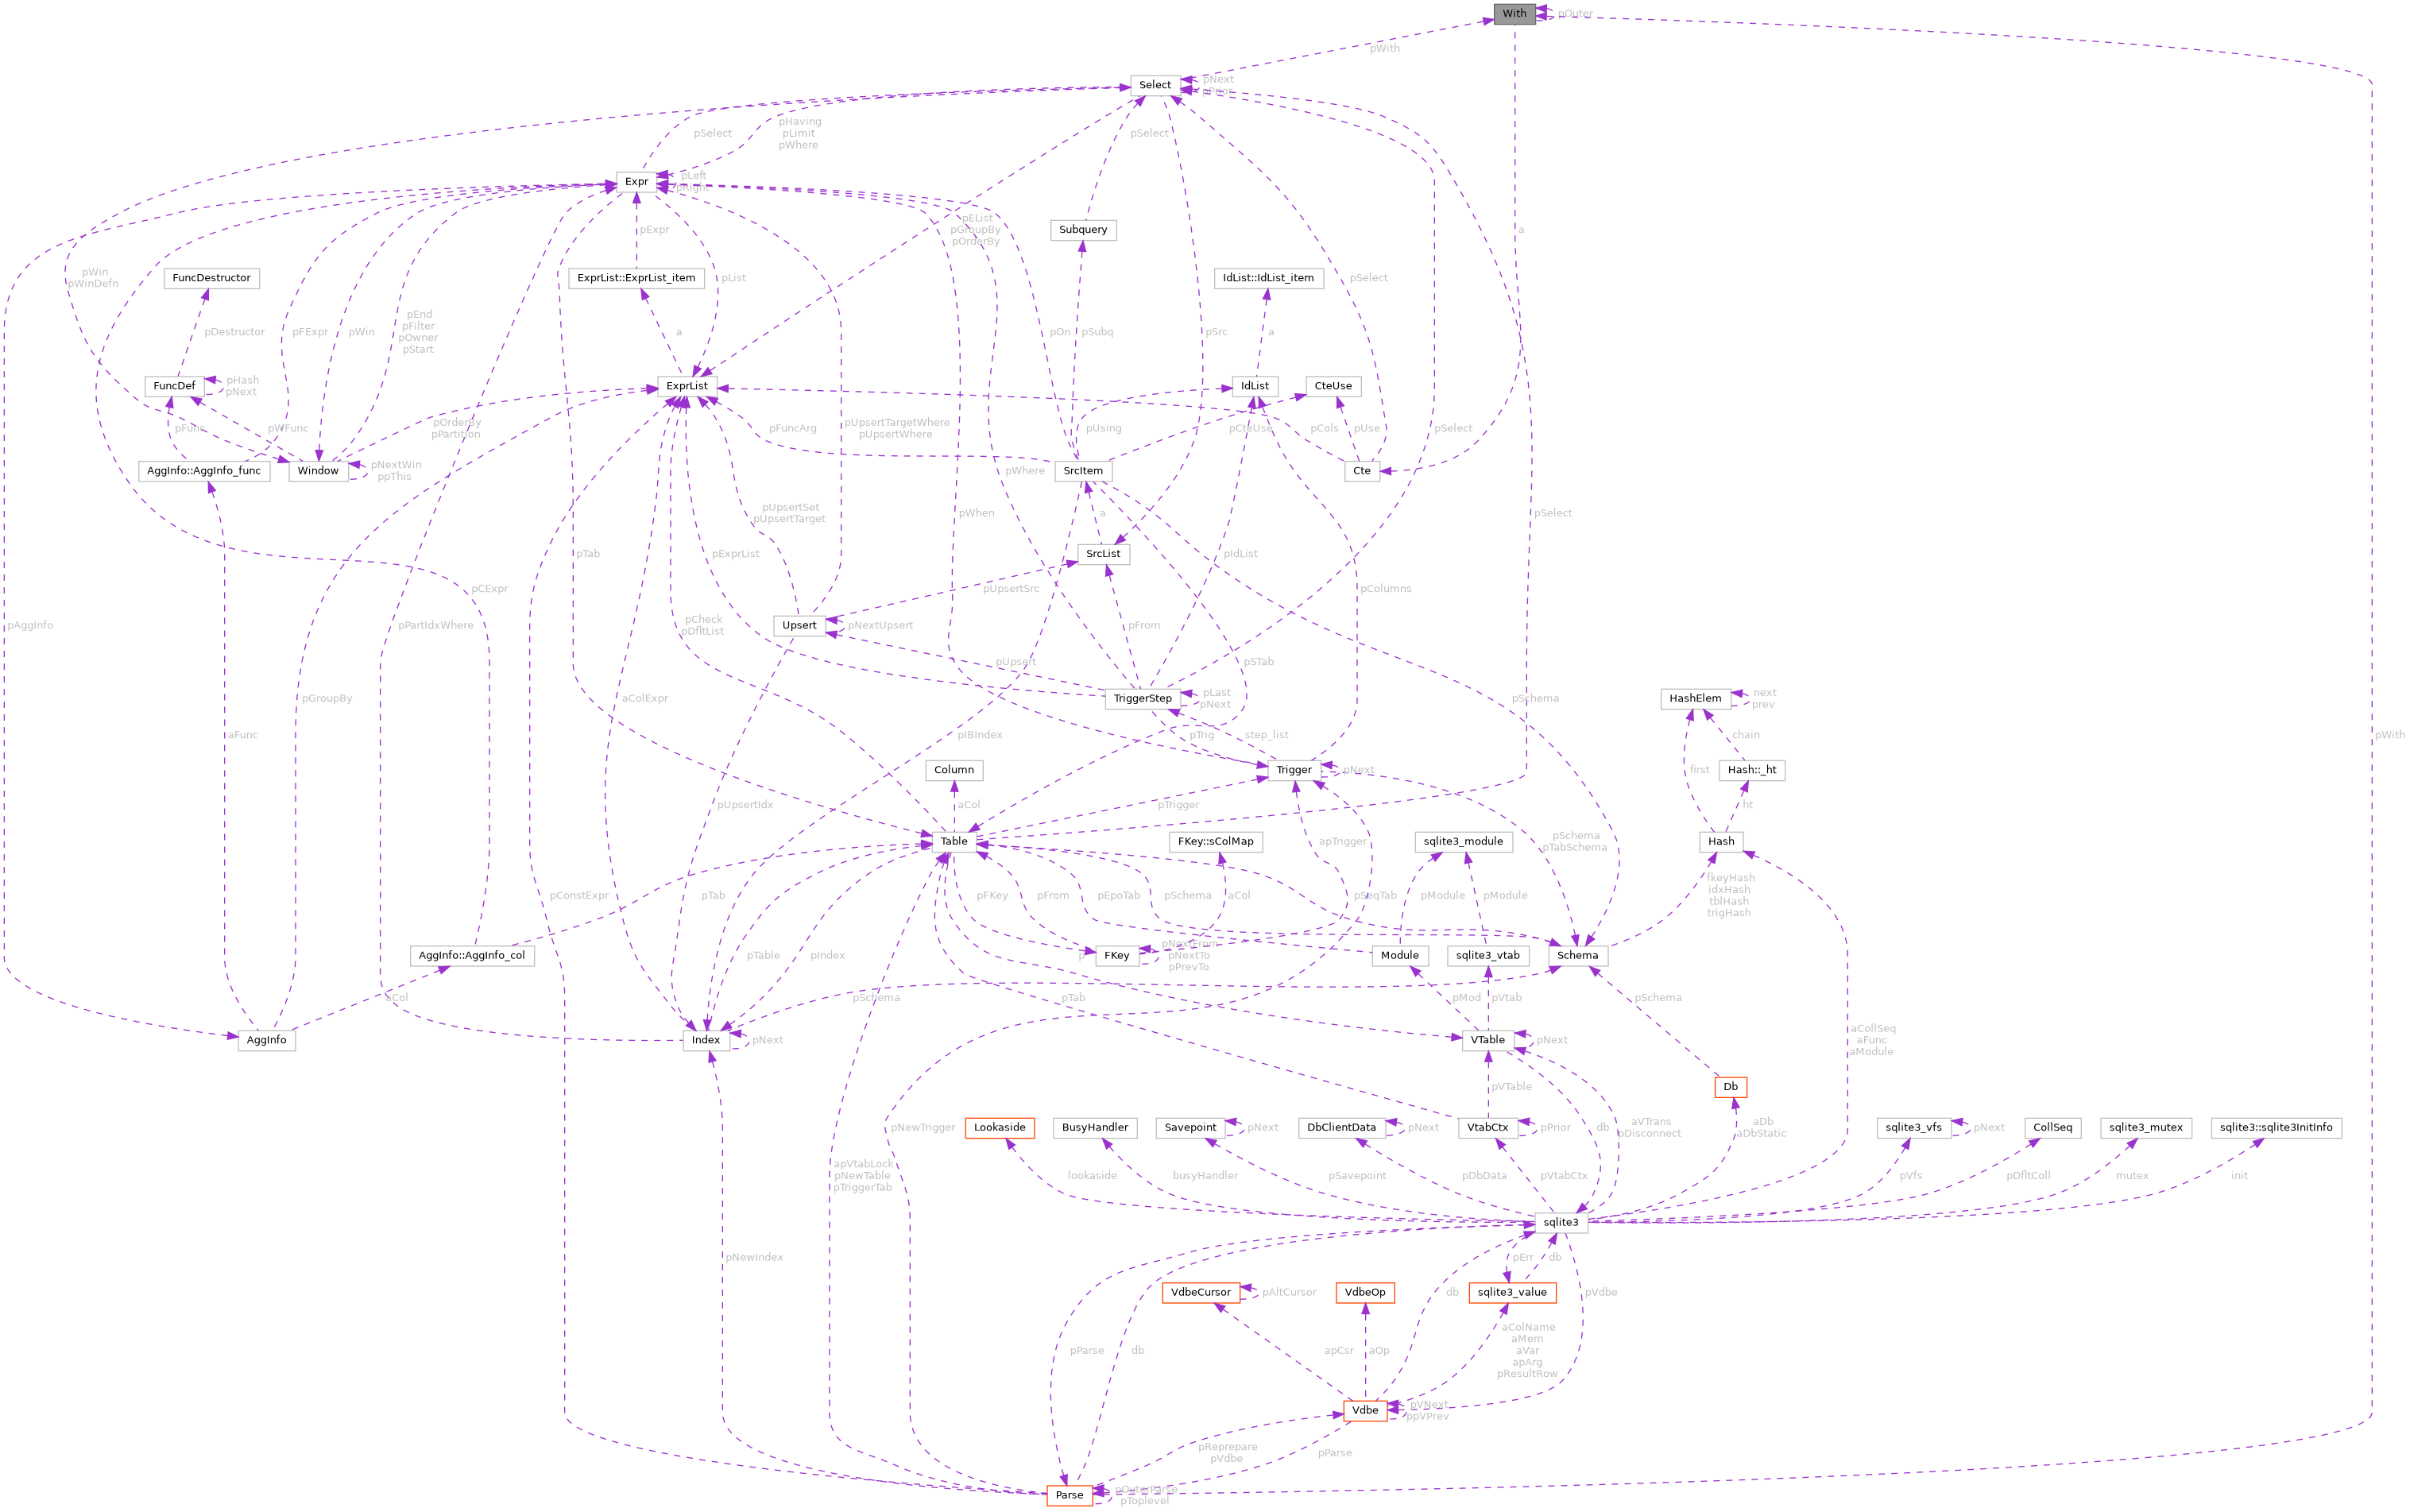 With
pOuter
pWith
Select
pNext
pPrior
pSelect
pHaving
pLimit
pWhere
pSelect
Expr
pLeft
pRight
pEList
pGroupBy
pOrderBy
Subquery
a
pExpr
pWin
pWinDefn
FuncDestructor
ExprList::ExprList_item
pList
IdList::IdList_item
pSelect
pDestructor
pFExpr
pWin
pEnd
pFilter
pOwner
pStart
a
pOn
pSubq
pSrc
a
FuncDef
pHash
pNext
ExprList
IdList
CteUse
pFunc
pWFunc
pOrderBy
pPartition
pFuncArg
pUpsertTargetWhere
pUpsertWhere
pUsing
pCteUse
pCols
pUse
pSelect
AggInfo::AggInfo_func
Window
pNextWin
ppThis
pWhere
SrcItem
Cte
pUpsertSet
pUpsertTarget
pWhen
a
pSelect
pTab
pExprList
SrcList
pIdList
pCExpr
pUpsertSrc
pColumns
pAggInfo
pPartIdxWhere
pCheck
pDfltList
Upsert
pNextUpsert
pFrom
pUpsert
pSTab
pGroupBy
aColExpr
TriggerStep
pLast
pNext
pSchema
HashElem
next
prev
aFunc
pIBIndex
pTrig
step_list
chain
pWith
Column
Trigger
pNext
first
Hash::_ht
pUpsertIdx
aCol
pTrigger
ht
Table
FKey::sColMap
apTrigger
sqlite3_module
pSchema
pTabSchema
Hash
pConstExpr
pTab
pFKey
pFrom
pEpoTab
pSchema
aCol
pSeqTab
pModule
pModule
fkeyHash
idxHash
tblHash
trigHash
AggInfo::AggInfo_col
pTable
pIndex
FKey
pNextFrom
pNextTo
pPrevTo
Module
sqlite3_vtab
Schema
aCol
pSchema
pTab
pMod
pVtab
pSchema
AggInfo
Index
pNext
VTable
pNext
aCollSeq
aFunc
aModule
pVTable
Db
pNewTrigger
Lookaside
BusyHandler
Savepoint
pNext
DbClientData
pNext
VtabCtx
pPrior
db
aVTrans
pDisconnect
aDb
aDbStatic
sqlite3_vfs
pNext
CollSeq
sqlite3_mutex
sqlite3::sqlite3InitInfo
apVtabLock
pNewTable
pTriggerTab
lookaside
busyHandler
pSavepoint
pDbData
pVtabCtx
pVfs
pDfltColl
mutex
init
sqlite3
pNewIndex
pErr
db
VdbeCursor
pAltCursor
VdbeOp
db
sqlite3_value
pVdbe
pParse
db
apCsr
aOp
aColName
aMem
aVar
apArg
pResultRow
Vdbe
pVNext
ppVPrev
pReprepare
pVdbe
pParse
Parse
pOuterParse
pToplevel